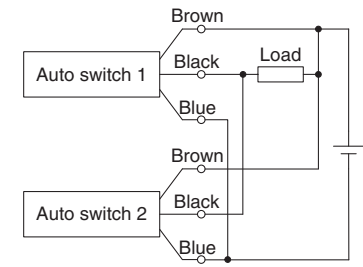 Brown
Auto switch 1
Black
Load
Blue
Brown
Auto switch 2
Black
Blue